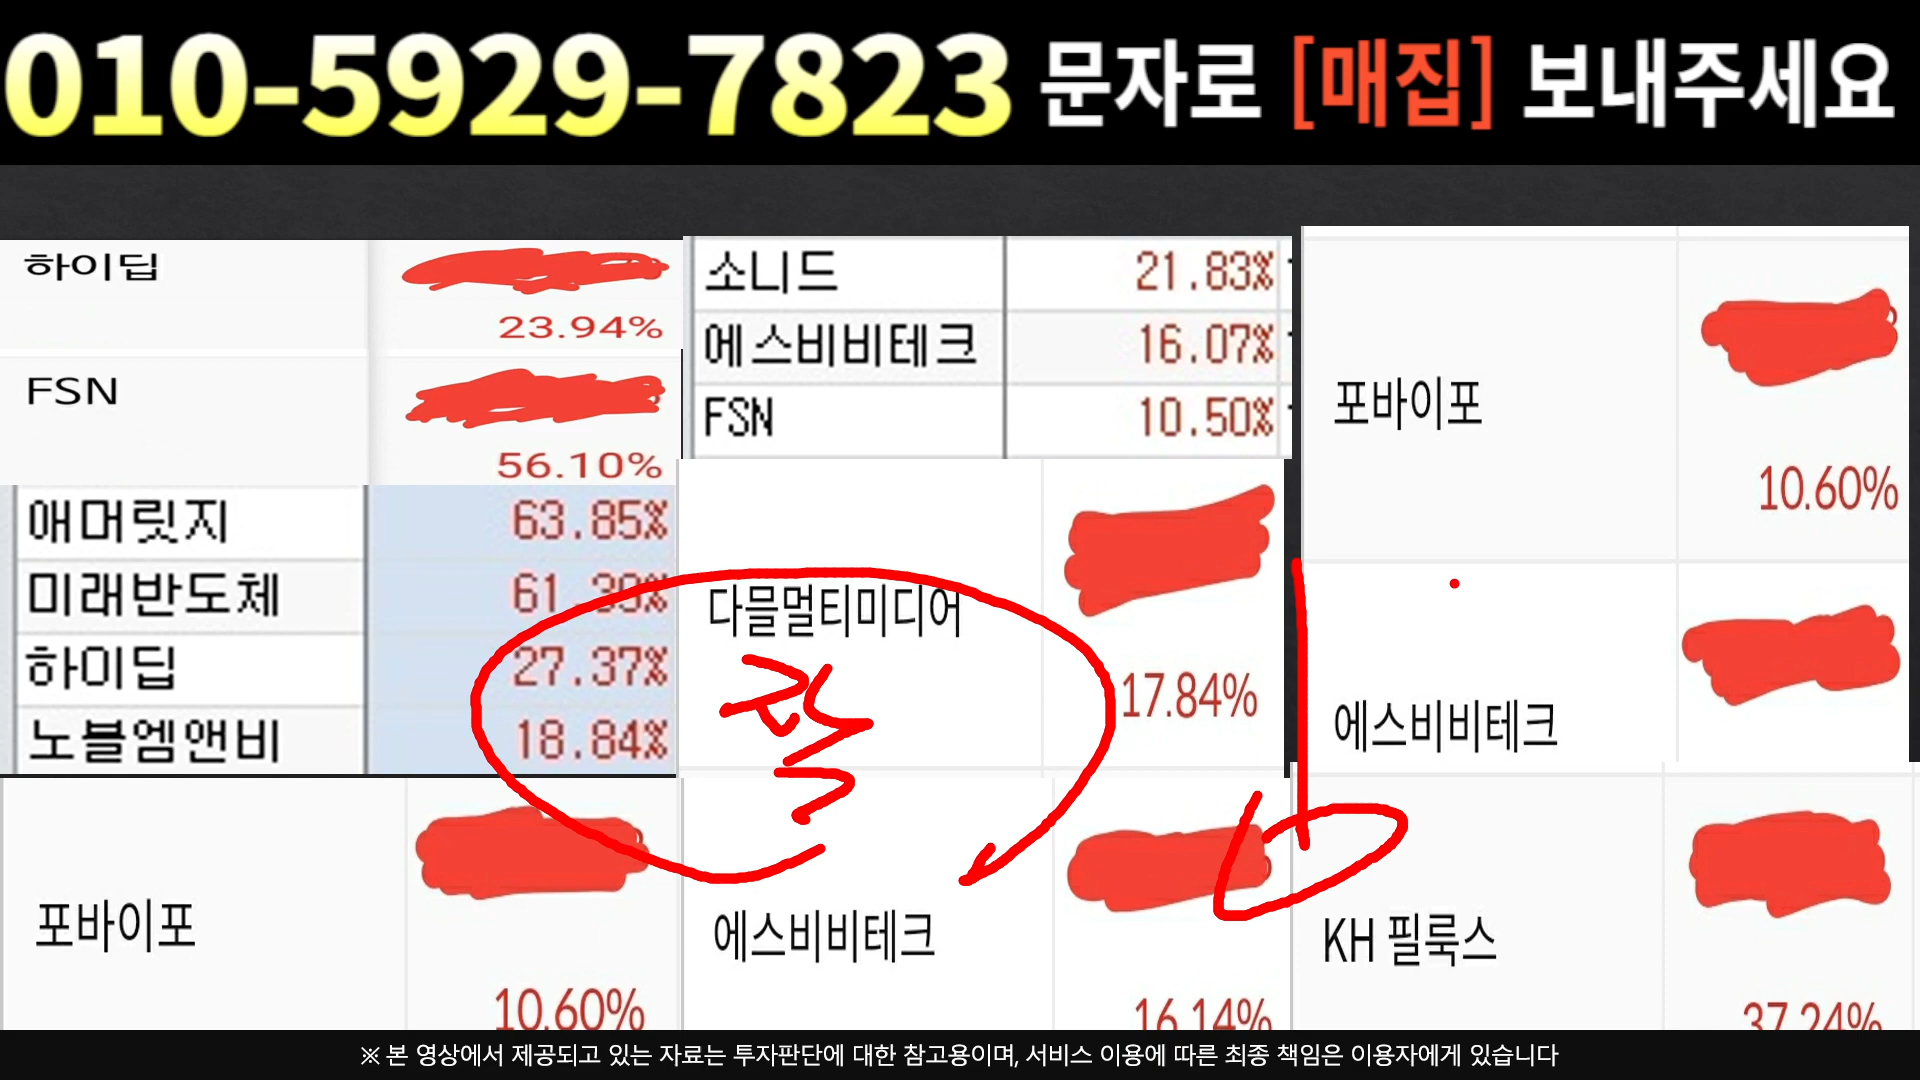 010-5929-7823 문자로 [매집] 보내주세요
하이딥
23.94%
FSN
56.10%
애머릿지 63.85%
미래반도체 61.39%
하이딥 27.37%
노블엠앤비 18.84%
포바이포
10.60%
소니드 21.83%
에스비비테크 16.07%
FSN 10.50%
다믈멀티미디어
17.84%
에스비비테크
16.14%
포바이포
10.60%
에스비비테크
KH 필룩스
37.24%
※ 본 영상에서 제공되고 있는 자료는 투자판단에 대한 참고용이며, 서비스 이용에 따른 최종 책임은 이용자에게 있습니다